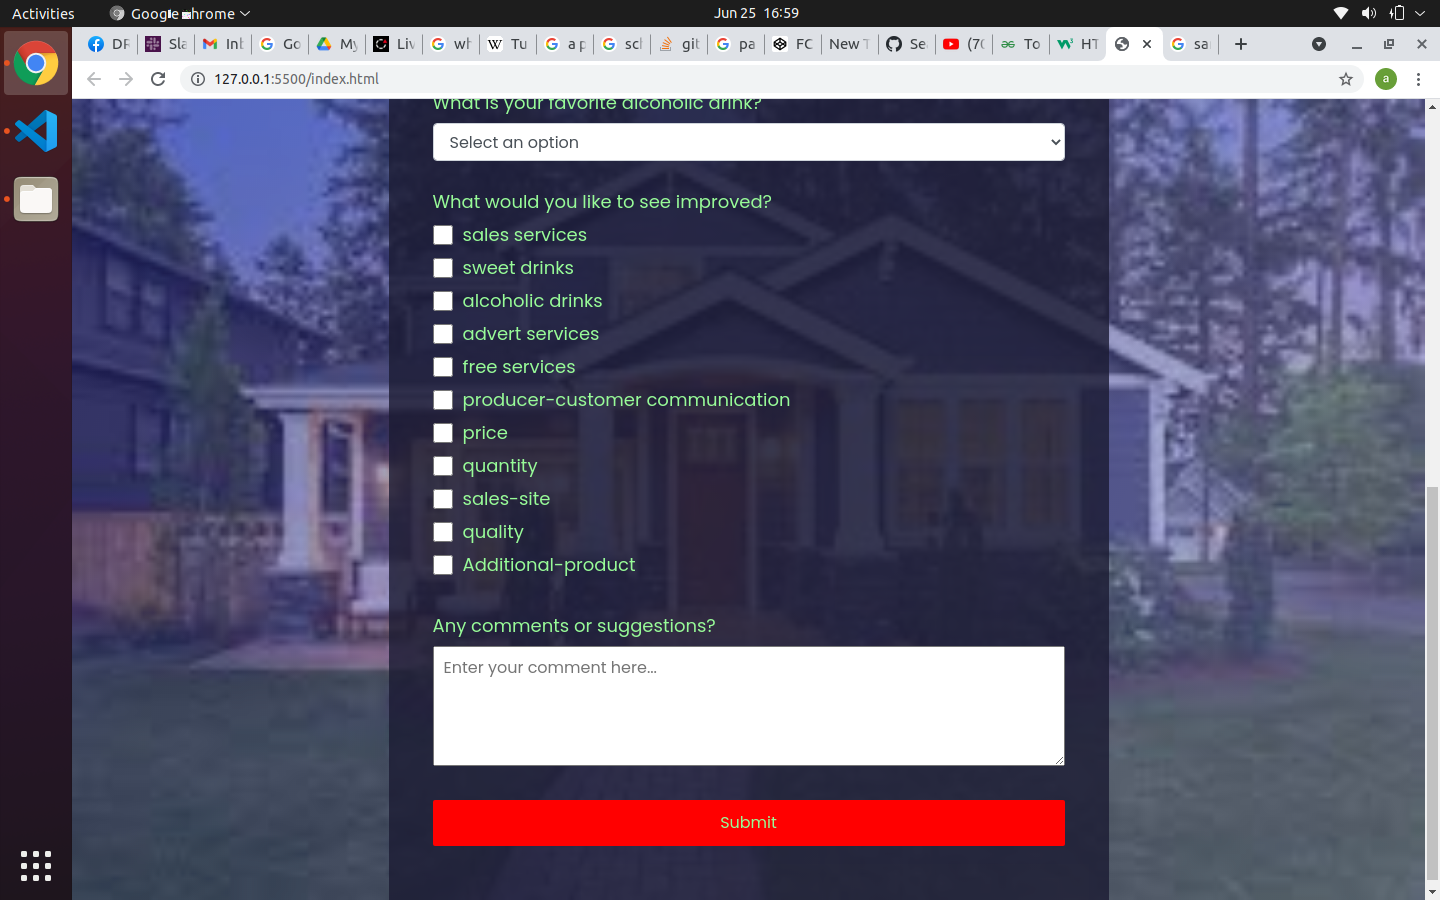 Activities
Google Chrome
Jun 25 16:59
DF
Sla
Inb
Go
My
Liv
wh
Tu
a p
scl
git
pa
FC
New T
Se
(70
To
HT
sa
127.0.0.1:5500/index.html
a
What is your favorite alcoholic drink?
Select an option
What would you like to see improved?
sales services
sweet drinks
alcoholic drinks
advert services
free services
producer-customer communication
price
quantity
sales-site
quality
Additional-product
Any comments or suggestions?
Enter your comment here...
Submit